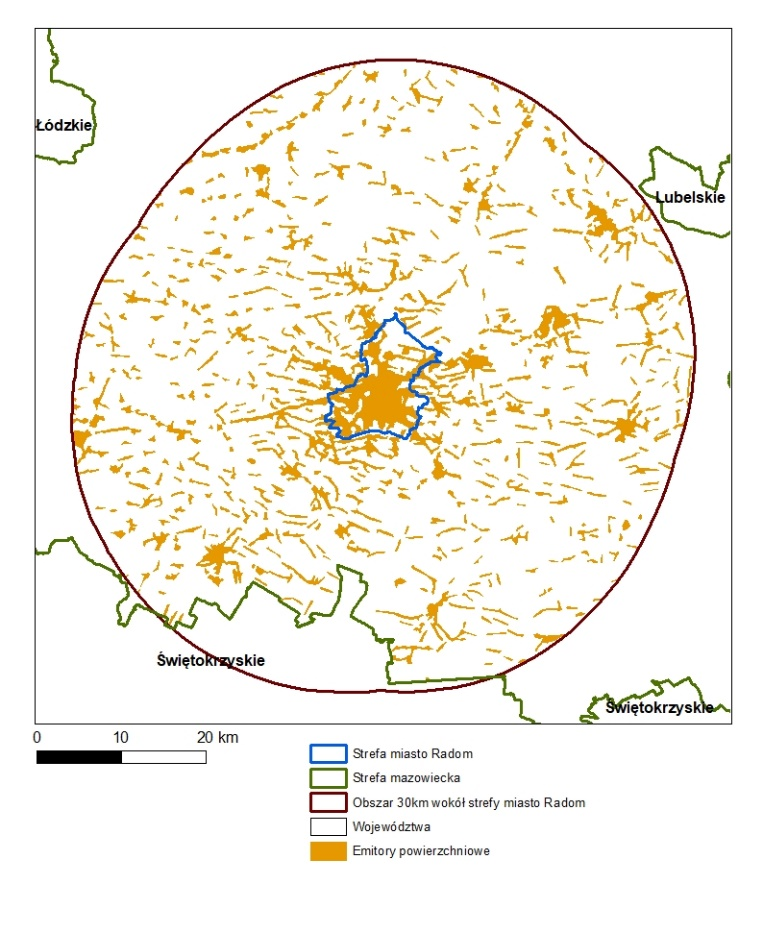 Łódzkie
Lubelskie
Świętokrzyskie
Świętokrzyskie
0 10 20 km
Strefa miasto Radom
Strefa mazowiecka
Obszar 30km wokół strefy miasto Radom
Województwa
Emitory powierzchniowe